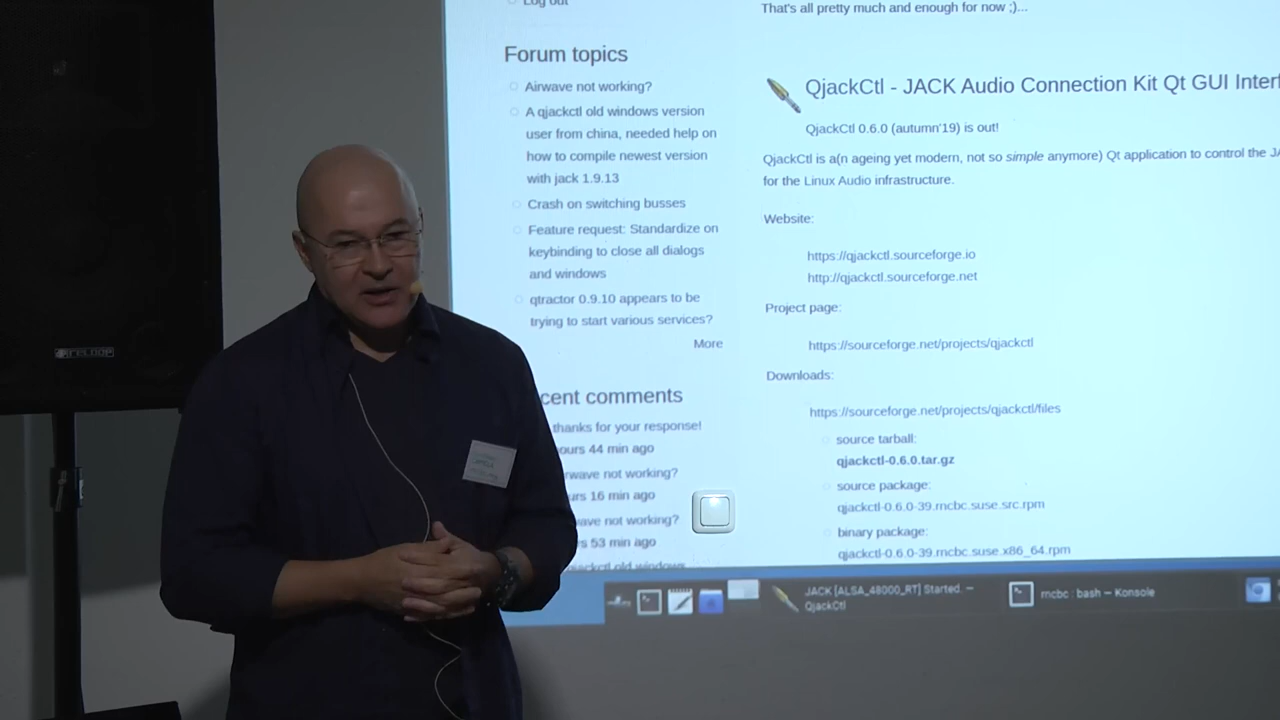 Log out
Forum topics
Airwave not working?
A qjackctl old windows version
user from china, needed help on
how to compile newest version
with jack 1.9.13
Crash on switching busses
Feature request: Standardize on
keybinding to close all dialogs
and windows
qtractor 0.9.10 appears to be
trying to start various services?
More
cent comments
thanks for your response!
ours 44 min ago
rwave not working?
urs 16 min ago
wave not working?
s 53 min ago
jackctl old windows
That's all pretty much and enough for now ;)...
QjackCtl - JACK Audio Connection Kit Qt GUI Interf
QjackCtl 0.6.0 (autumn'19) is out!
QjackCtl is a(n ageing yet modern, not so simple anymore) Qt application to control the JA
for the Linux Audio infrastructure.
Website:
https://qjackctl.sourceforge.io
http://qjackctl.sourceforge.net
Project page:
https://sourceforge.net/projects/qjackctl
Downloads:
https://sourceforge.net/projects/qjackctl/files
source tarball:
qjackctl-0.6.0.tar.gz
source package:
qjackctl-0.6.0-39.rncbc.suse.src.rpm
binary package:
qjackctl-0.6.0-39.rncbc.suse.x86_64.rpm
JACK [ALSA_48000_RT] Started. —
QjackCtl
rncbc : bash — Konsole